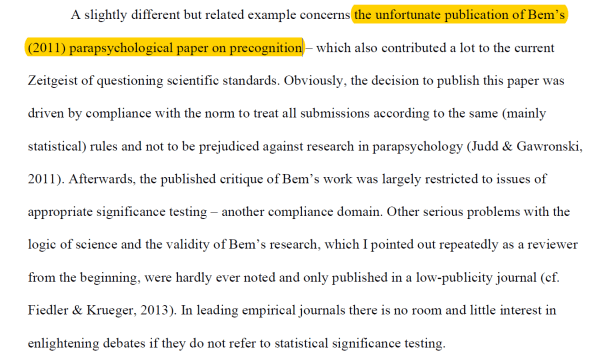 A slightly different but related example concerns the unfortunate publication of Bem's
(2011) parapsychological paper on precognition – which also contributed a lot to the current
Zeitgeist of questioning scientific standards. Obviously, the decision to publish this paper was
driven by compliance with the norm to treat all submissions according to the same (mainly
statistical) rules and not to be prejudiced against research in parapsychology (Judd & Gawronski,
2011). Afterwards, the published critique of Bem's work was largely restricted to issues of
appropriate significance testing – another compliance domain. Other serious problems with the
logic of science and the validity of Bem's research, which I pointed out repeatedly as a reviewer
from the beginning, were hardly ever noted and only published in a low-publicity journal (cf.
Fiedler & Krueger, 2013). In leading empirical journals there is no room and little interest in
enlightening debates if they do not refer to statistical significance testing.